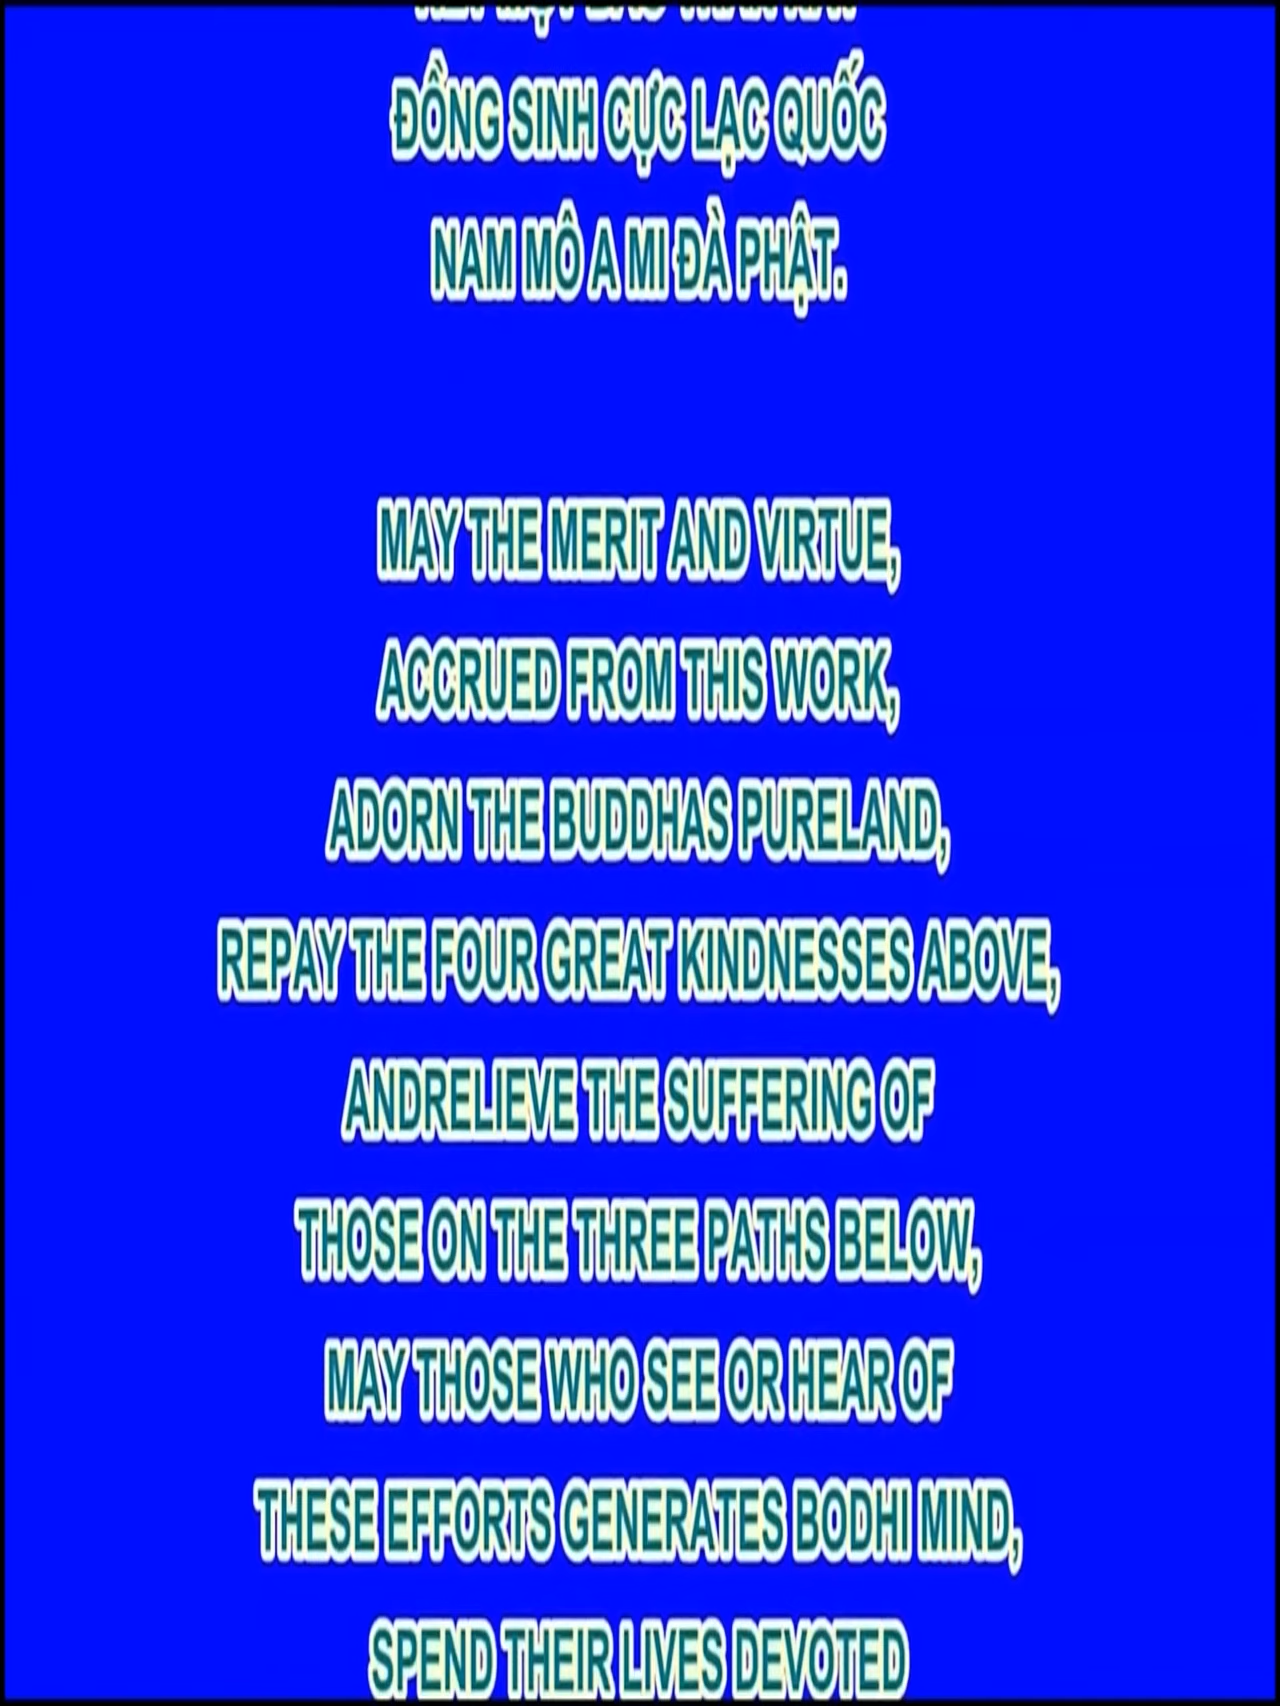 ĐỒNG SINH CỰC LẠC QUỐC
NAM MÔ A MI ĐÀ PHẬT.
MAY THE MERIT AND VIRTUE,
ACCRUED FROM THIS WORK,
ADORN THE BUDDHAS PURELAND,
REPAY THE FOUR GREAT KINDNESSES ABOVE,
ANDRELIEVE THE SUFFERING OF
THOSE ON THE THREE PATHS BELOW,
MAY THOSE WHO SEE OR HEAR OF
THESE EFFORTS GENERATES BODHI MIND,
SPEND THEIR LIVES DEVOTED